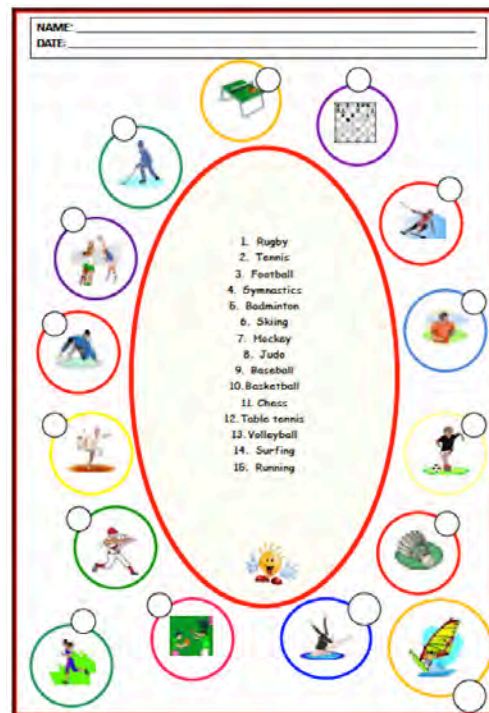 NAME:
DATE:
1. Rugby
2. Tennis
3. Football
4. Gymnastics
5. Badminton
6. Skiing
7. Hockey
8. Judo
9. Baseball
10. Basketball
11. Chess
12. Table tennis
13. Volleyball
14. Surfing
15. Running